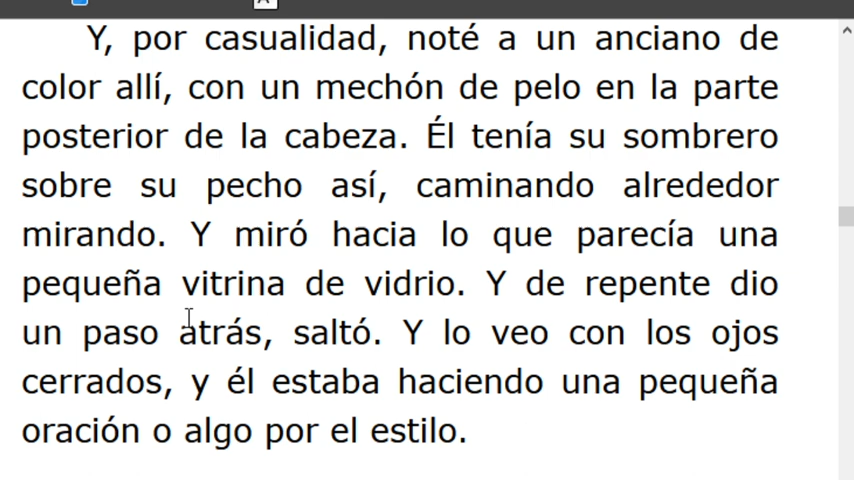 Y, por casualidad, noté a un anciano de
color allí, con un mechón de pelo en la parte
posterior de la cabeza. Él tenía su sombrero
sobre su pecho así, caminando alrededor
mirando. Y miró hacia lo que parecía una
pequeña vitrina de vidrio. Y de repente dio
un paso atrás, saltó. Y lo veo con los ojos
cerrados, y él estaba haciendo una pequeña
oración o algo por el estilo.